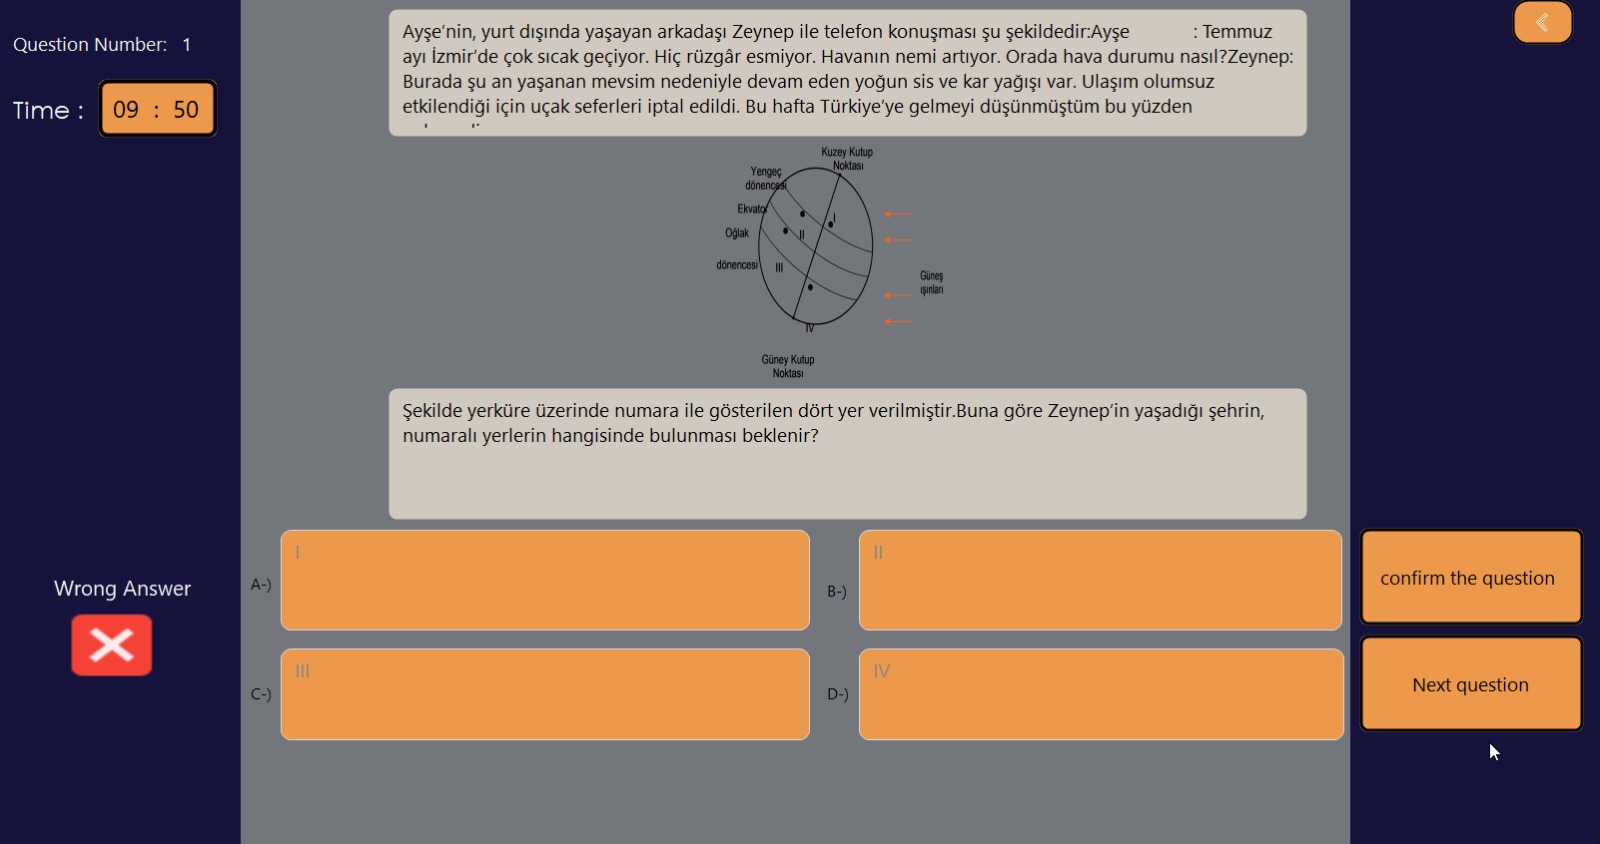 Question Number: 1
Time : 09 : 50
Ayşe’nin, yurt dışında yaşayan arkadaşı Zeynep ile telefon konuşması şu şekildedir:Ayşe : Temmuz
ayı İzmir’de çok sıcak geçiyor. Hiç rüzgâr esmiyor. Havanın nemi artıyor. Orada hava durumu nasıl?Zeynep:
Burada şu an yaşanan mevsim nedeniyle devam eden yoğun sis ve kar yağışı var. Ulaşım olumsuz
etkilendiği için uçak seferleri iptal edildi. Bu hafta Türkiye’ye gelmeyi düşünmüştüm bu yüzden
Kuzey Kutup
Noktası
Yengeç
dönencesi
Ekvator
I
Oğlak
II
dönencesi
III
Güneş
ışınları
IV
Güney Kutup
Noktası
Şekilde yerküre üzerinde numara ile gösterilen dört yer verilmiştir.Buna göre Zeynep’in yaşadığı şehrin,
numaralı yerlerin hangisinde bulunması beklenir?
A-) I
B-) II
C-) III
D-) IV
Wrong Answer
confirm the question
Next question